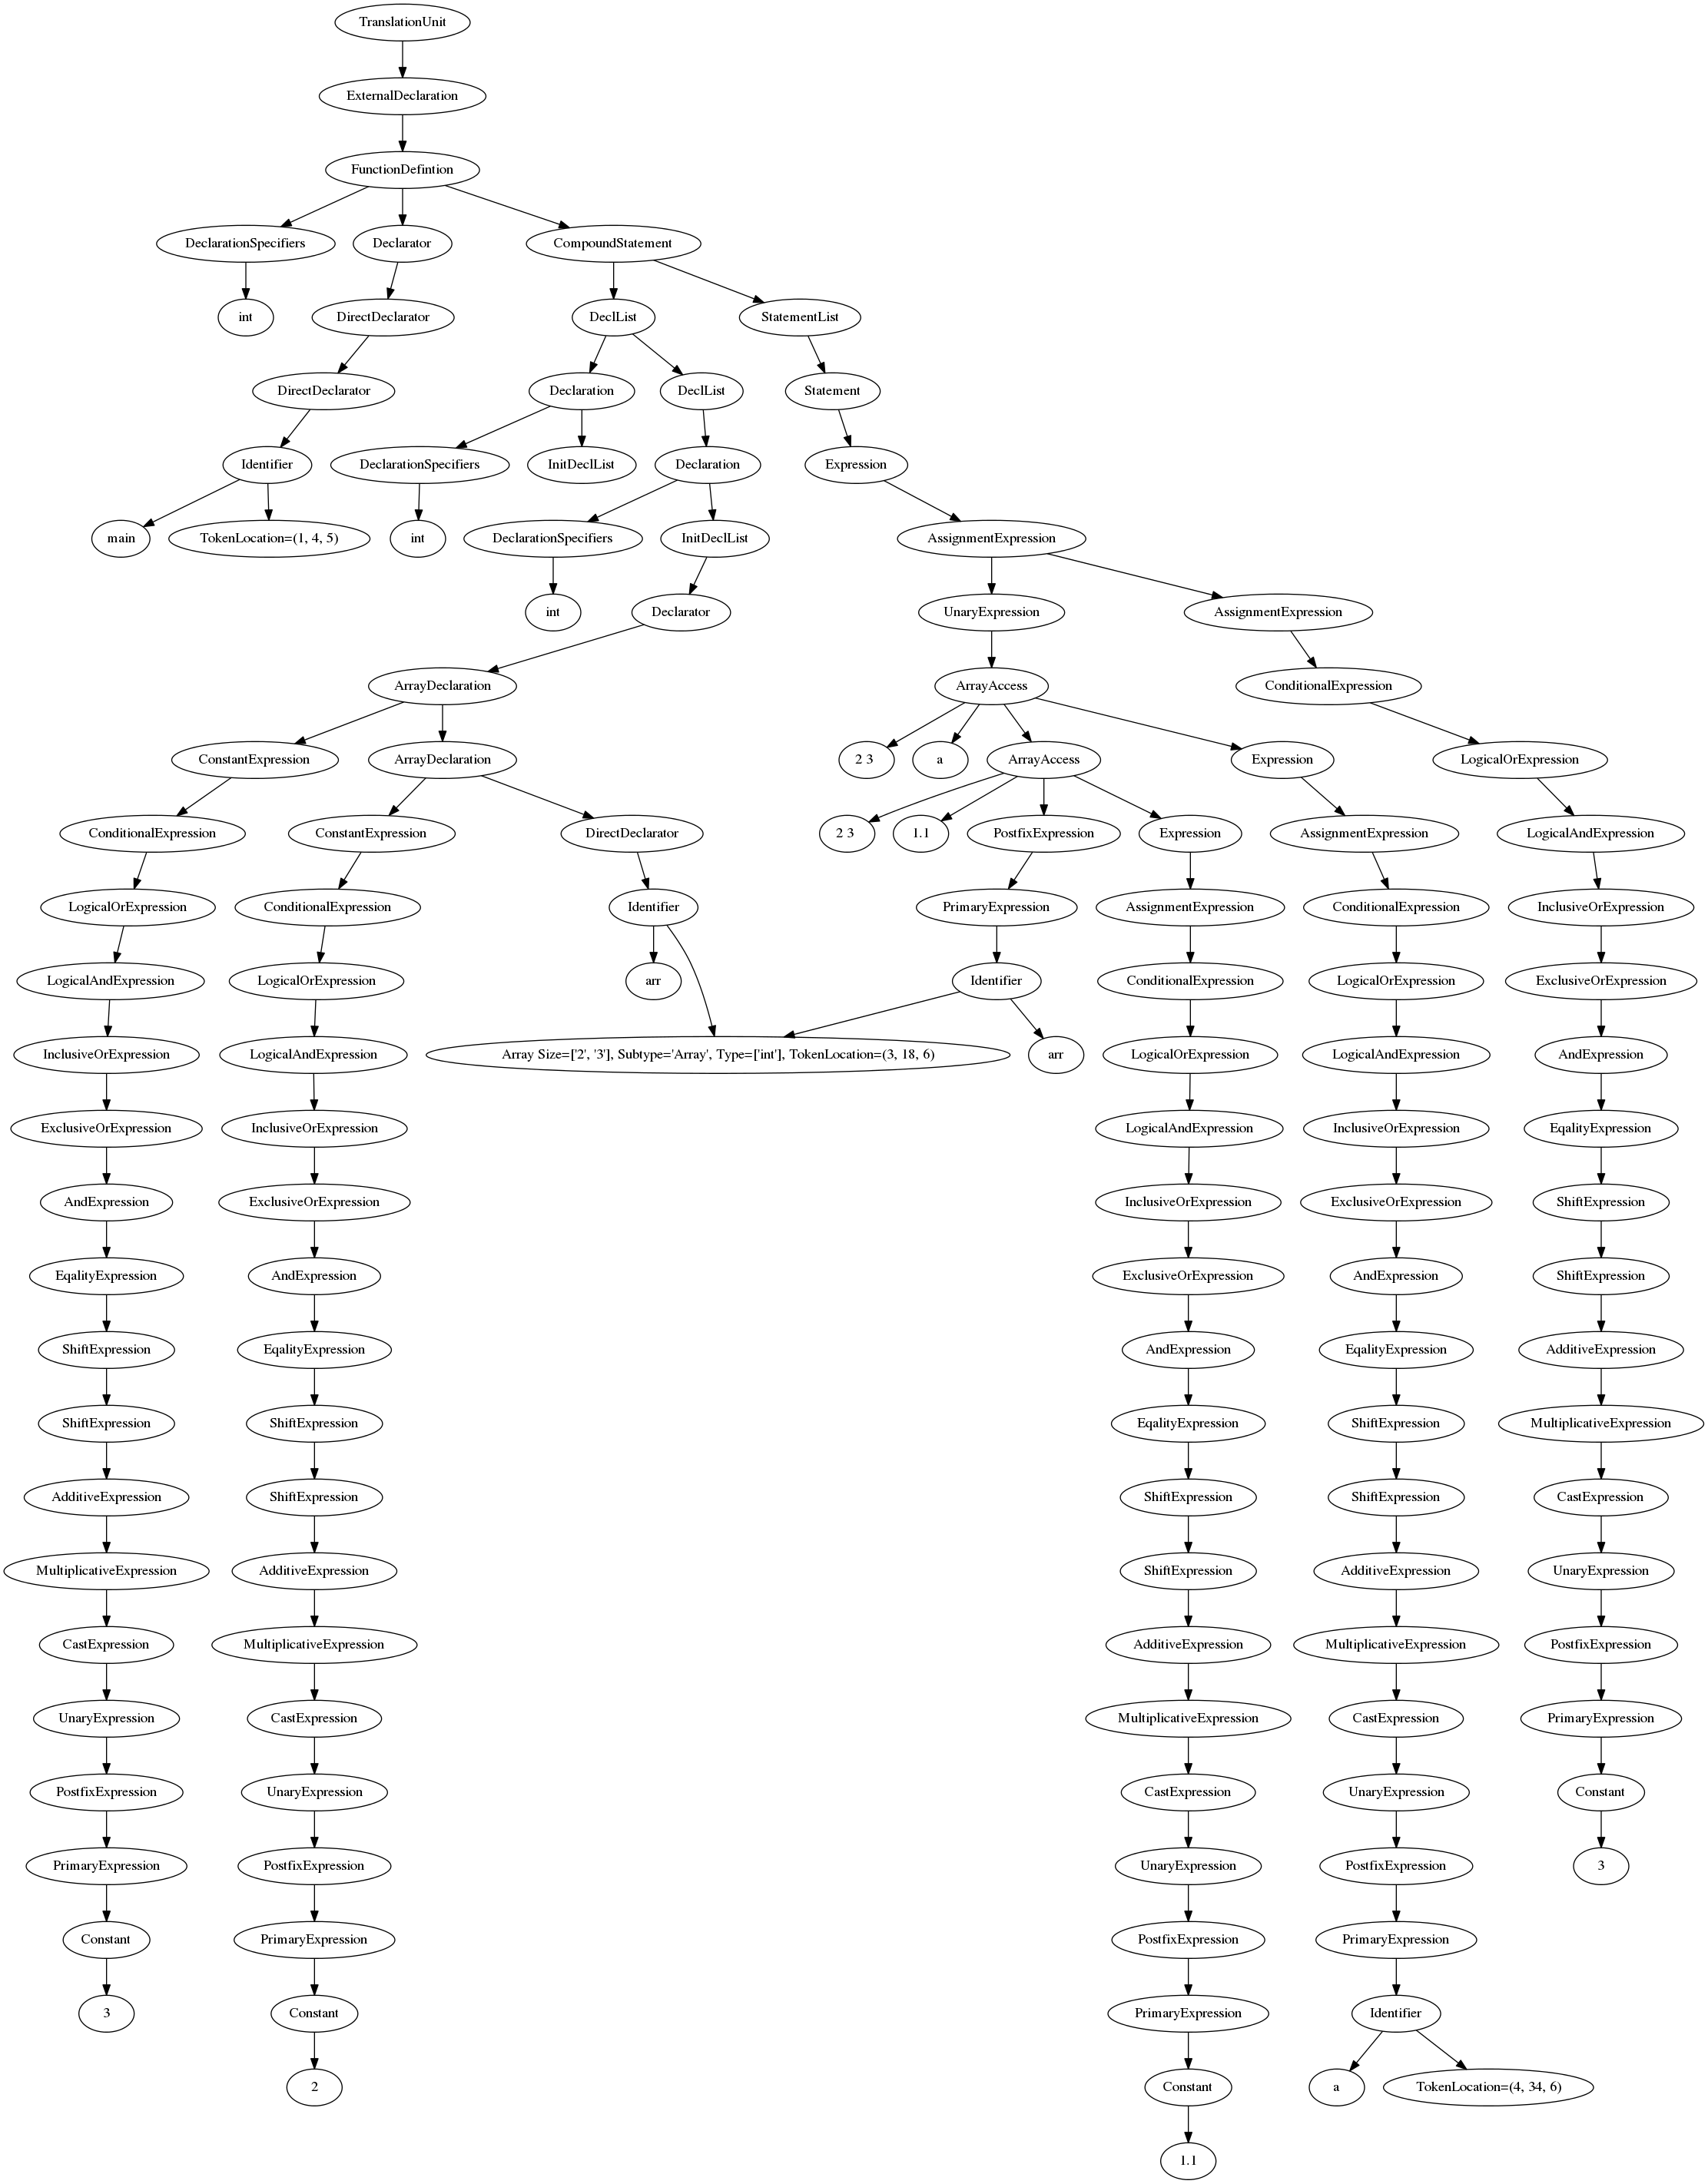 TranslationUnit
ExternalDeclaration
FunctionDefintion
DeclarationSpecifiers Declarator CompoundStatement
int DirectDeclarator DeclList StatementList
DirectDeclarator Declaration DeclList Statement
Identifier DeclarationSpecifiers InitDeclList Declaration Expression
main TokenLocation=(1, 4, 5) int DeclarationSpecifiers InitDeclList AssignmentExpression
int Declarator UnaryExpression AssignmentExpression
ArrayDeclaration ArrayAccess ConditionalExpression
ConstantExpression ArrayDeclaration 2 3 a ArrayAccess Expression LogicalOrExpression
ConditionalExpression ConstantExpression DirectDeclarator 2 3 1.1 PostfixExpression Expression AssignmentExpression LogicalAndExpression
LogicalOrExpression ConditionalExpression Identifier PrimaryExpression AssignmentExpression ConditionalExpression InclusiveOrExpression
LogicalAndExpression LogicalOrExpression arr Identifier ConditionalExpression LogicalOrExpression ExclusiveOrExpression
InclusiveOrExpression LogicalAndExpression Array Size=['2', '3'], Subtype='Array', Type=['int'], TokenLocation=(3, 18, 6) arr LogicalOrExpression LogicalAndExpression AndExpression
ExclusiveOrExpression InclusiveOrExpression LogicalAndExpression InclusiveOrExpression EqalityExpression
AndExpression ExclusiveOrExpression InclusiveOrExpression ExclusiveOrExpression ShiftExpression
EqalityExpression AndExpression ExclusiveOrExpression AndExpression ShiftExpression
ShiftExpression EqalityExpression AndExpression EqalityExpression AdditiveExpression
ShiftExpression ShiftExpression EqalityExpression ShiftExpression MultiplicativeExpression
AdditiveExpression ShiftExpression ShiftExpression ShiftExpression CastExpression
MultiplicativeExpression AdditiveExpression ShiftExpression AdditiveExpression UnaryExpression
CastExpression MultiplicativeExpression AdditiveExpression MultiplicativeExpression PostfixExpression
UnaryExpression CastExpression MultiplicativeExpression CastExpression PrimaryExpression
PostfixExpression UnaryExpression CastExpression UnaryExpression Constant
PrimaryExpression PostfixExpression UnaryExpression PostfixExpression 3
Constant PrimaryExpression PostfixExpression PrimaryExpression
3 Constant PrimaryExpression Identifier
2 Constant a TokenLocation=(4, 34, 6)
1.1